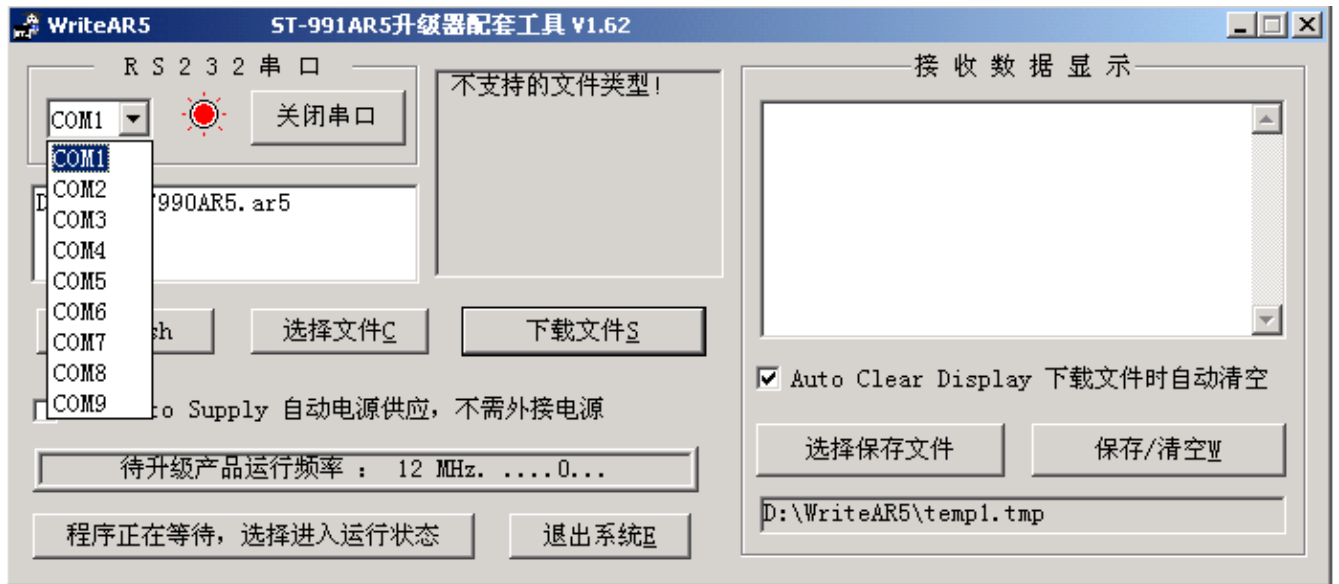 WriteAR5 ST-991AR5升级器配套工具 V1.62
RS232串口
COM1
关闭串口
COM1
COM2
COM3
COM4
COM5
COM6
COM7
COM8
COM9
D
990AR5.ar5
不支持的文件类型!
sh
选择文件C
下载文件S
to Supply 自动电源供应，不需外接电源
待升级产品运行频率 : 12 MHz. ....0...
程序正在等待，选择进入运行状态
退出系统E
接收数据显示
Auto Clear Display 下载文件时自动清空
选择保存文件
保存/清空W
D:\WriteAR5\temp1.tmp